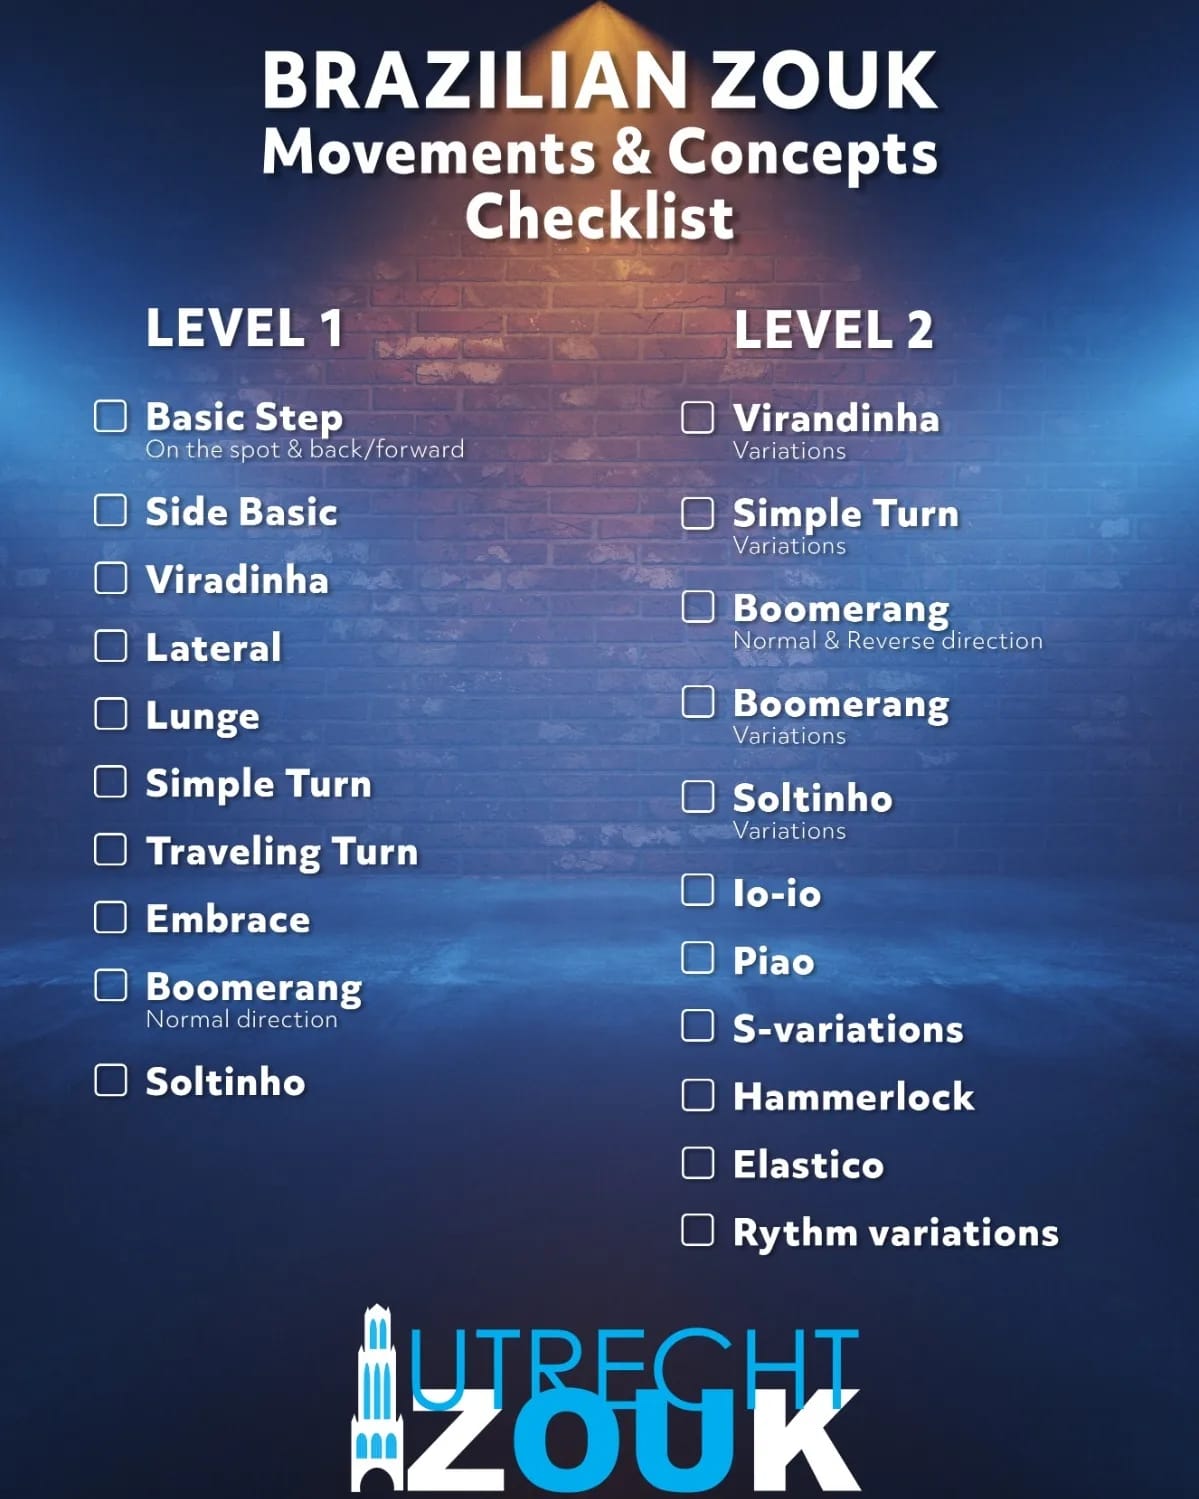 BRAZILIAN ZOUK
Movements & Concepts
Checklist
LEVEL 1
Basic Step
On the spot & back/forward
Side Basic
Viradinha
Lateral
Lunge
Simple Turn
Traveling Turn
Embrace
Boomerang
Normal direction
Soltinho
LEVEL 2
Virandinha
Variations
Simple Turn
Variations
Boomerang
Normal & Reverse direction
Boomerang
Variations
Soltinho
Variations
Io-io
Piao
S-variations
Hammerlock
Elastico
Rythm variations
UTRECHT
ZOUK